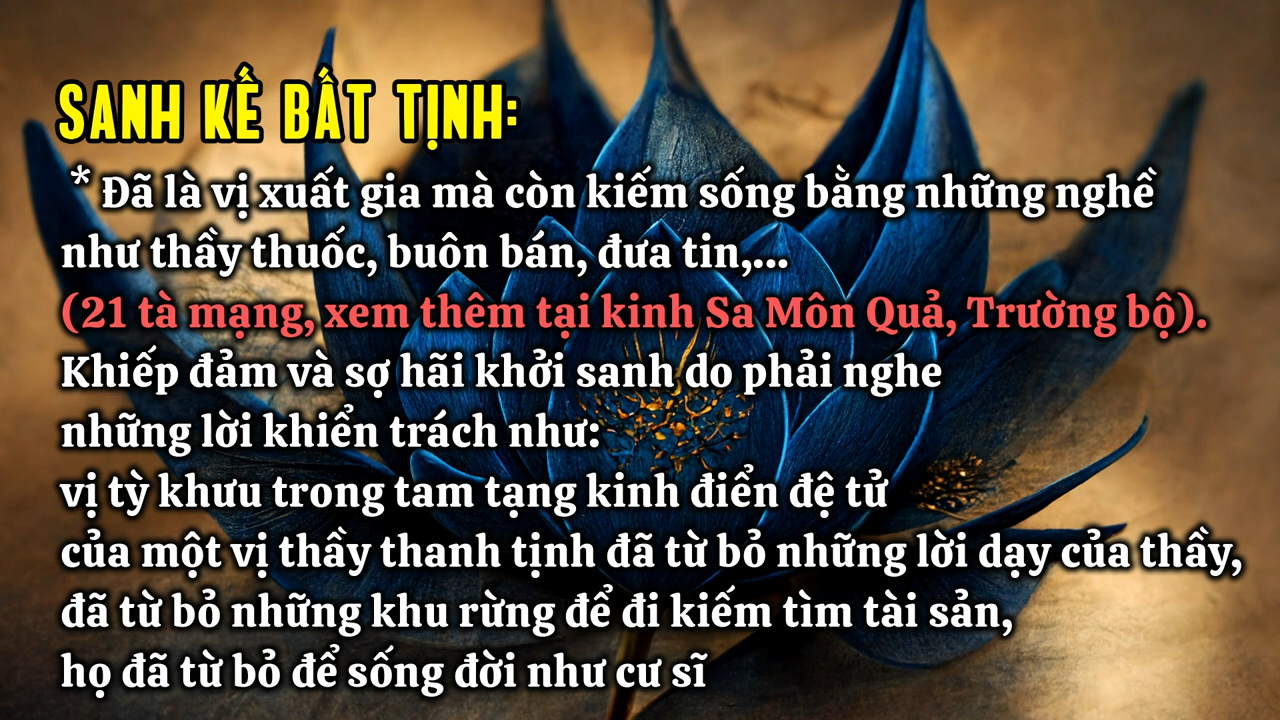 SANH KẾ BẤT TỊNH:
* Đã là vị xuất gia mà còn kiếm sống bằng những nghề
như thầy thuốc, buôn bán, đưa tin,...
(21 tà mạng, xem thêm tại kinh Sa Môn Quả, Trường bộ).
Khiếp đảm và sợ hãi khởi sanh do phải nghe
những lời khiển trách như:
vị tỳ khưu trong tam tạng kinh điển đệ tử
của một vị thầy thanh tịnh đã từ bỏ những lời dạy của thầy,
đã từ bỏ những khu rừng để đi kiếm tìm tài sản,
họ đã từ bỏ để sống đời như cư sĩ